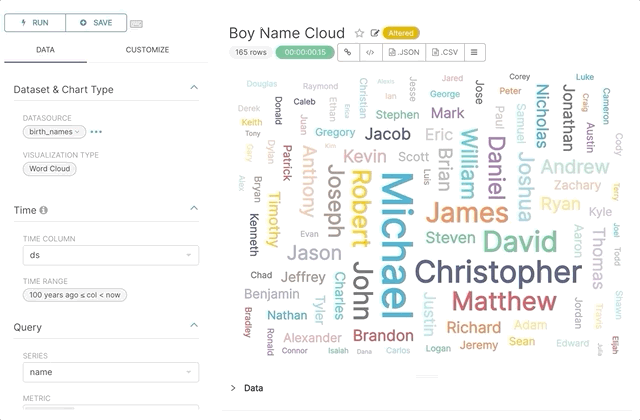 RUN
SAVE
DATA
CUSTOMIZE
Dataset & Chart Type
DATASOURCE
birth_names
VISUALIZATION TYPE
Word Cloud
Time
TIME COLUMN
ds
TIME RANGE
100 years ago ≤ col < now
Query
SERIES
name
METRIC
Boy Name Cloud
Altered
165 rows
00:00:00.15
</>
.JSON
.CSV
Douglas
Raymond
Christian
Alexis
Jesse
Jared
Jose
Corey
Luke
Derek
Donald
Caleb
Ethan
Erica
Ian
George
Peter
Nicholas
Jonathan
Craig
Cameron
Keith
Juan
Stephen
Mark
Paul
Samuel
Austin
Tony
Gregory
Jacob
Eric
William
Daniel
Cody
Gary
Dylan
Patrick
Anthony
Kim
Kevin
Scott
Brian
Joshua
Andrew
Alex
Bryan
Timothy
Joseph
Robert
Michael
Luis
Zachary
Terry
Kenneth
Evan
James
Ryan
Kyle
Jason
Steven
David
Aaron
Thomas
Joel
Todd
Chad
Jeffrey
Charles
John
Christopher
Benjamin
Tyler
Justin
Matthew
Jordan
Travis
Shawn
Bradley
Nathan
Ronald
Alexander
Brandon
Richard
Adam
Connor
Isaiah
Dana
Carlos
Logan
Jeremy
Sean
Edward
Julia
Elijah
Data